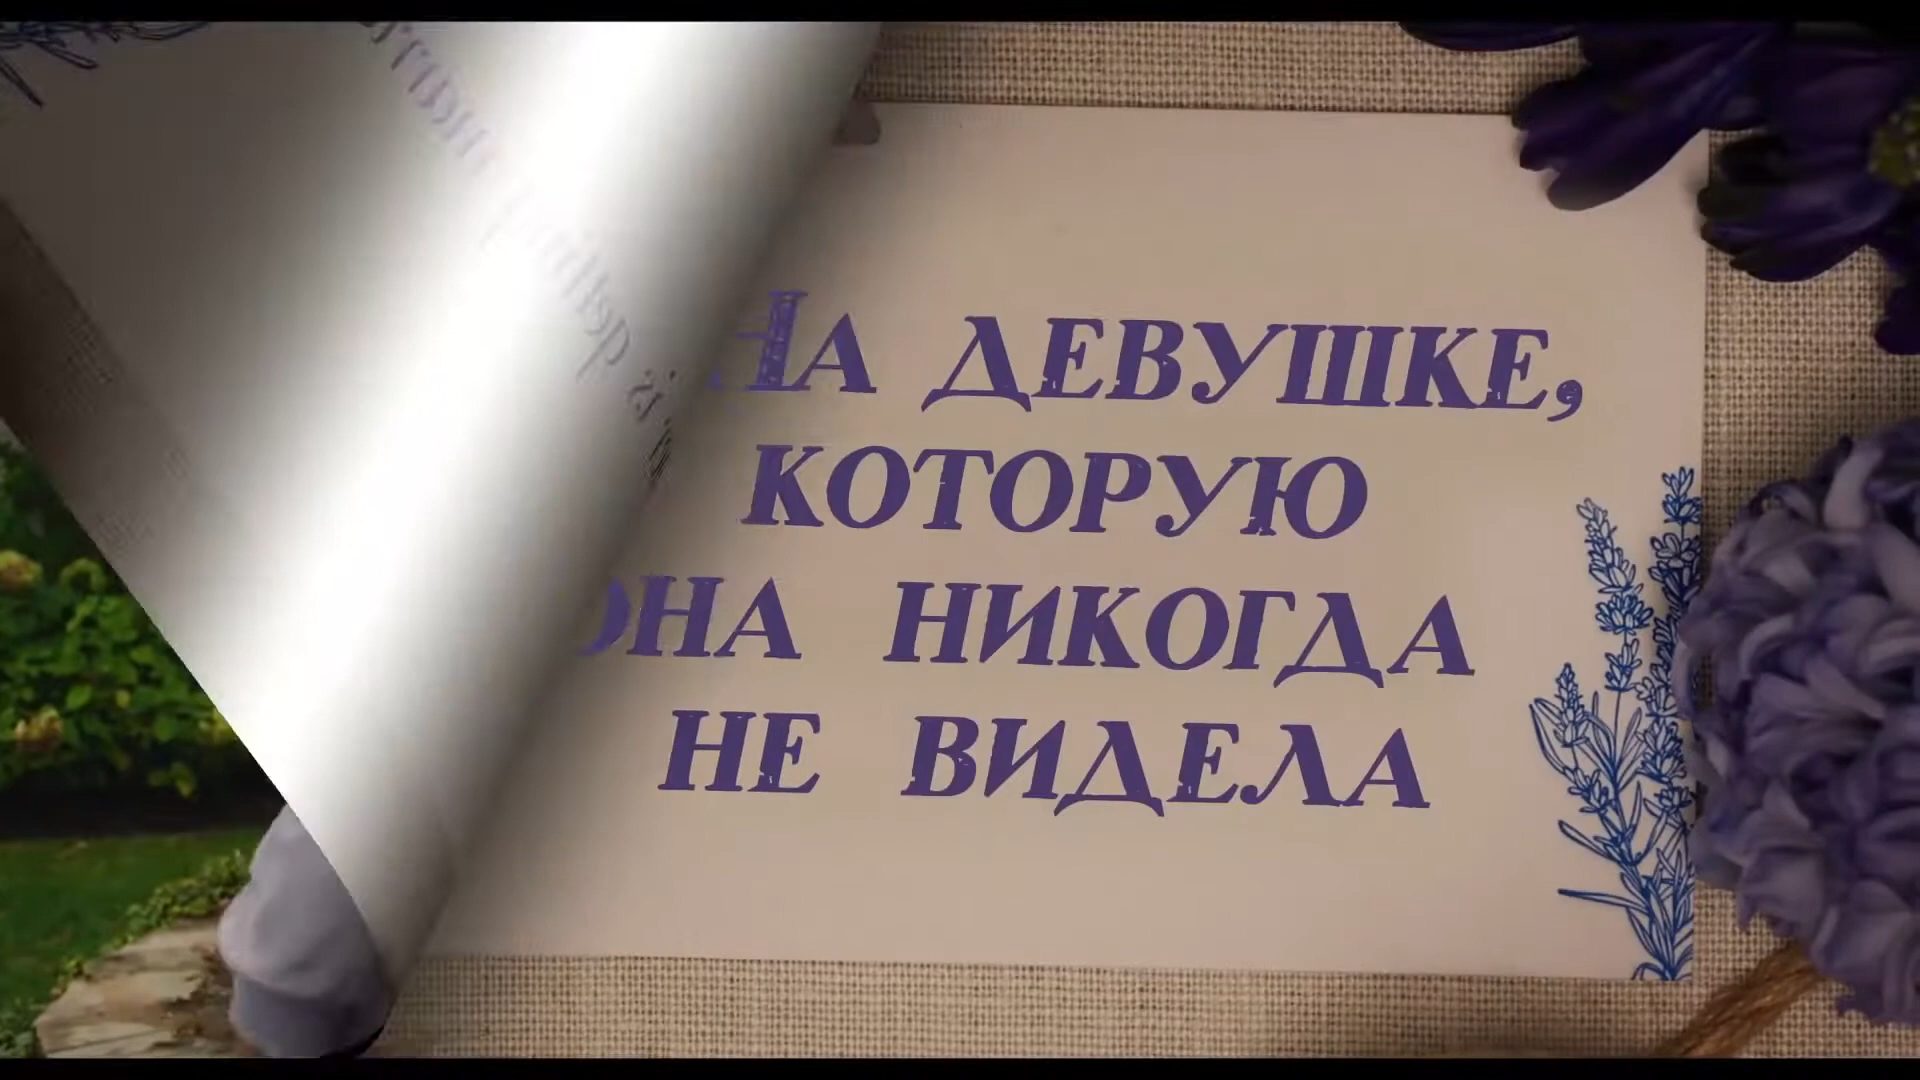 На девушке,
которую
она никогда
не видела